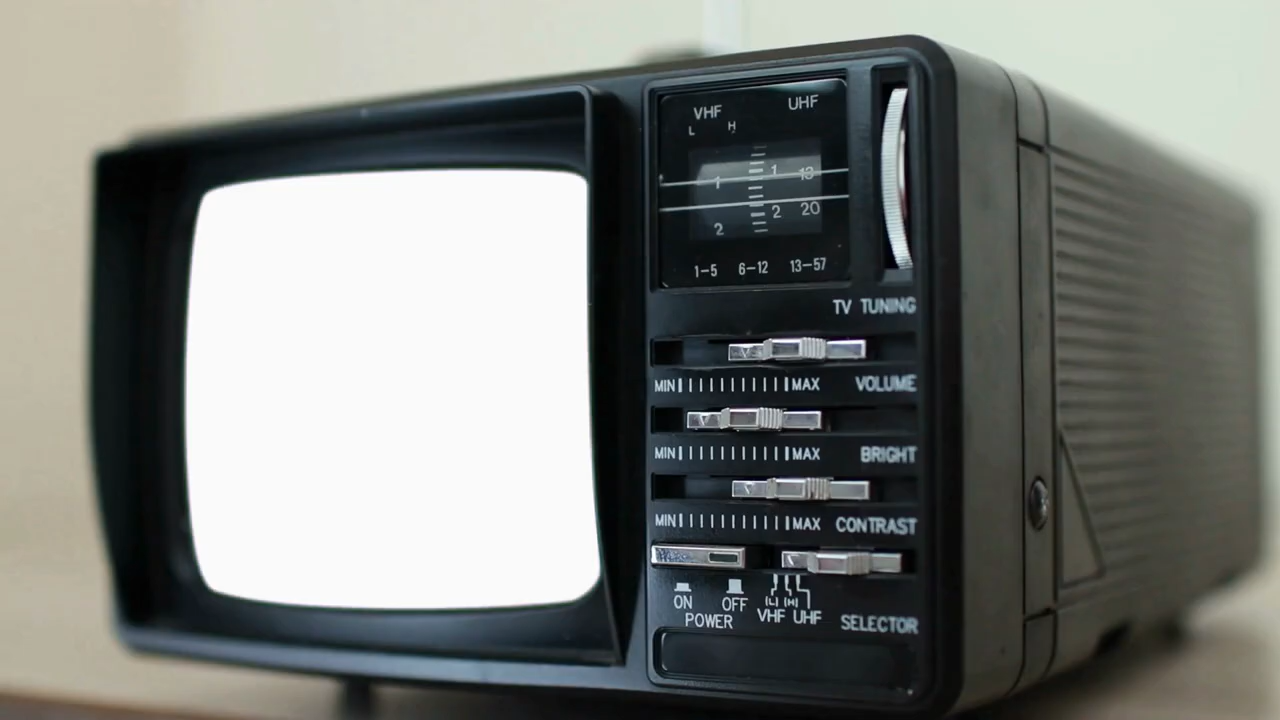 VHF UHF
L H
1 1 13
2 2 20
1-5 6-12 13-57
TV TUNING
MIN MAX VOLUME
MIN MAX BRIGHT
MIN MAX CONTRAST
ON OFF (L) (H)
POWER VHF UHF SELECTOR